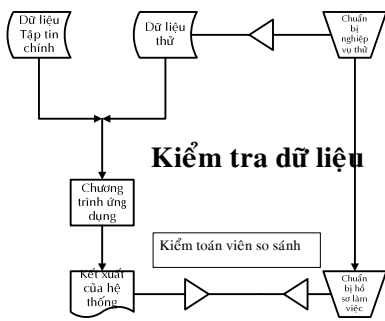 Dữ liệu
Tập tin
chính
Dữ liệu
thử
Chuẩn
bị
nghiệp
vụ thử
Kiểm tra dữ liệu
Chương
trình ứng
dụng
Kiểm toán viên so sánh
Kết xuất
của hệ
thống
Chuẩn
bị hồ
sơ làm
việc